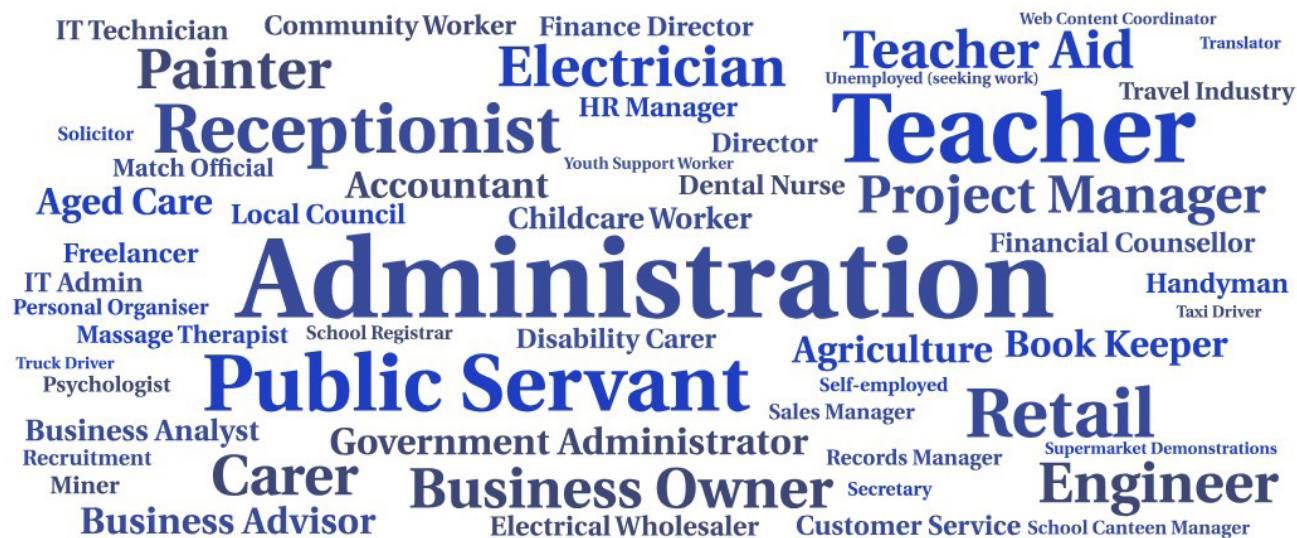 Web Content Coordinator
IT Technician
Community Worker
Finance Director
Teacher Aid
Translator
Painter
Electrician
Unemployed (seeking work)
Travel Industry
HR Manager
Receptionist
Teacher
Solicitor
Director
Match Official
Youth Support Worker
Accountant
Dental Nurse
Project Manager
Aged Care
Local Council
Childcare Worker
Freelancer
Administration
Financial Counsellor
IT Admin
Handyman
Personal Organiser
Taxi Driver
Massage Therapist
School Registrar
Disability Carer
Agriculture
Book Keeper
Truck Driver
Psychologist
Public Servant
Self-employed
Sales Manager
Retail
Business Analyst
Government Administrator
Supermarket Demonstrations
Recruitment
Carer
Records Manager
Miner
Business Owner
Secretary
Engineer
Business Advisor
Electrical Wholesaler
Customer Service
School Canteen Manager